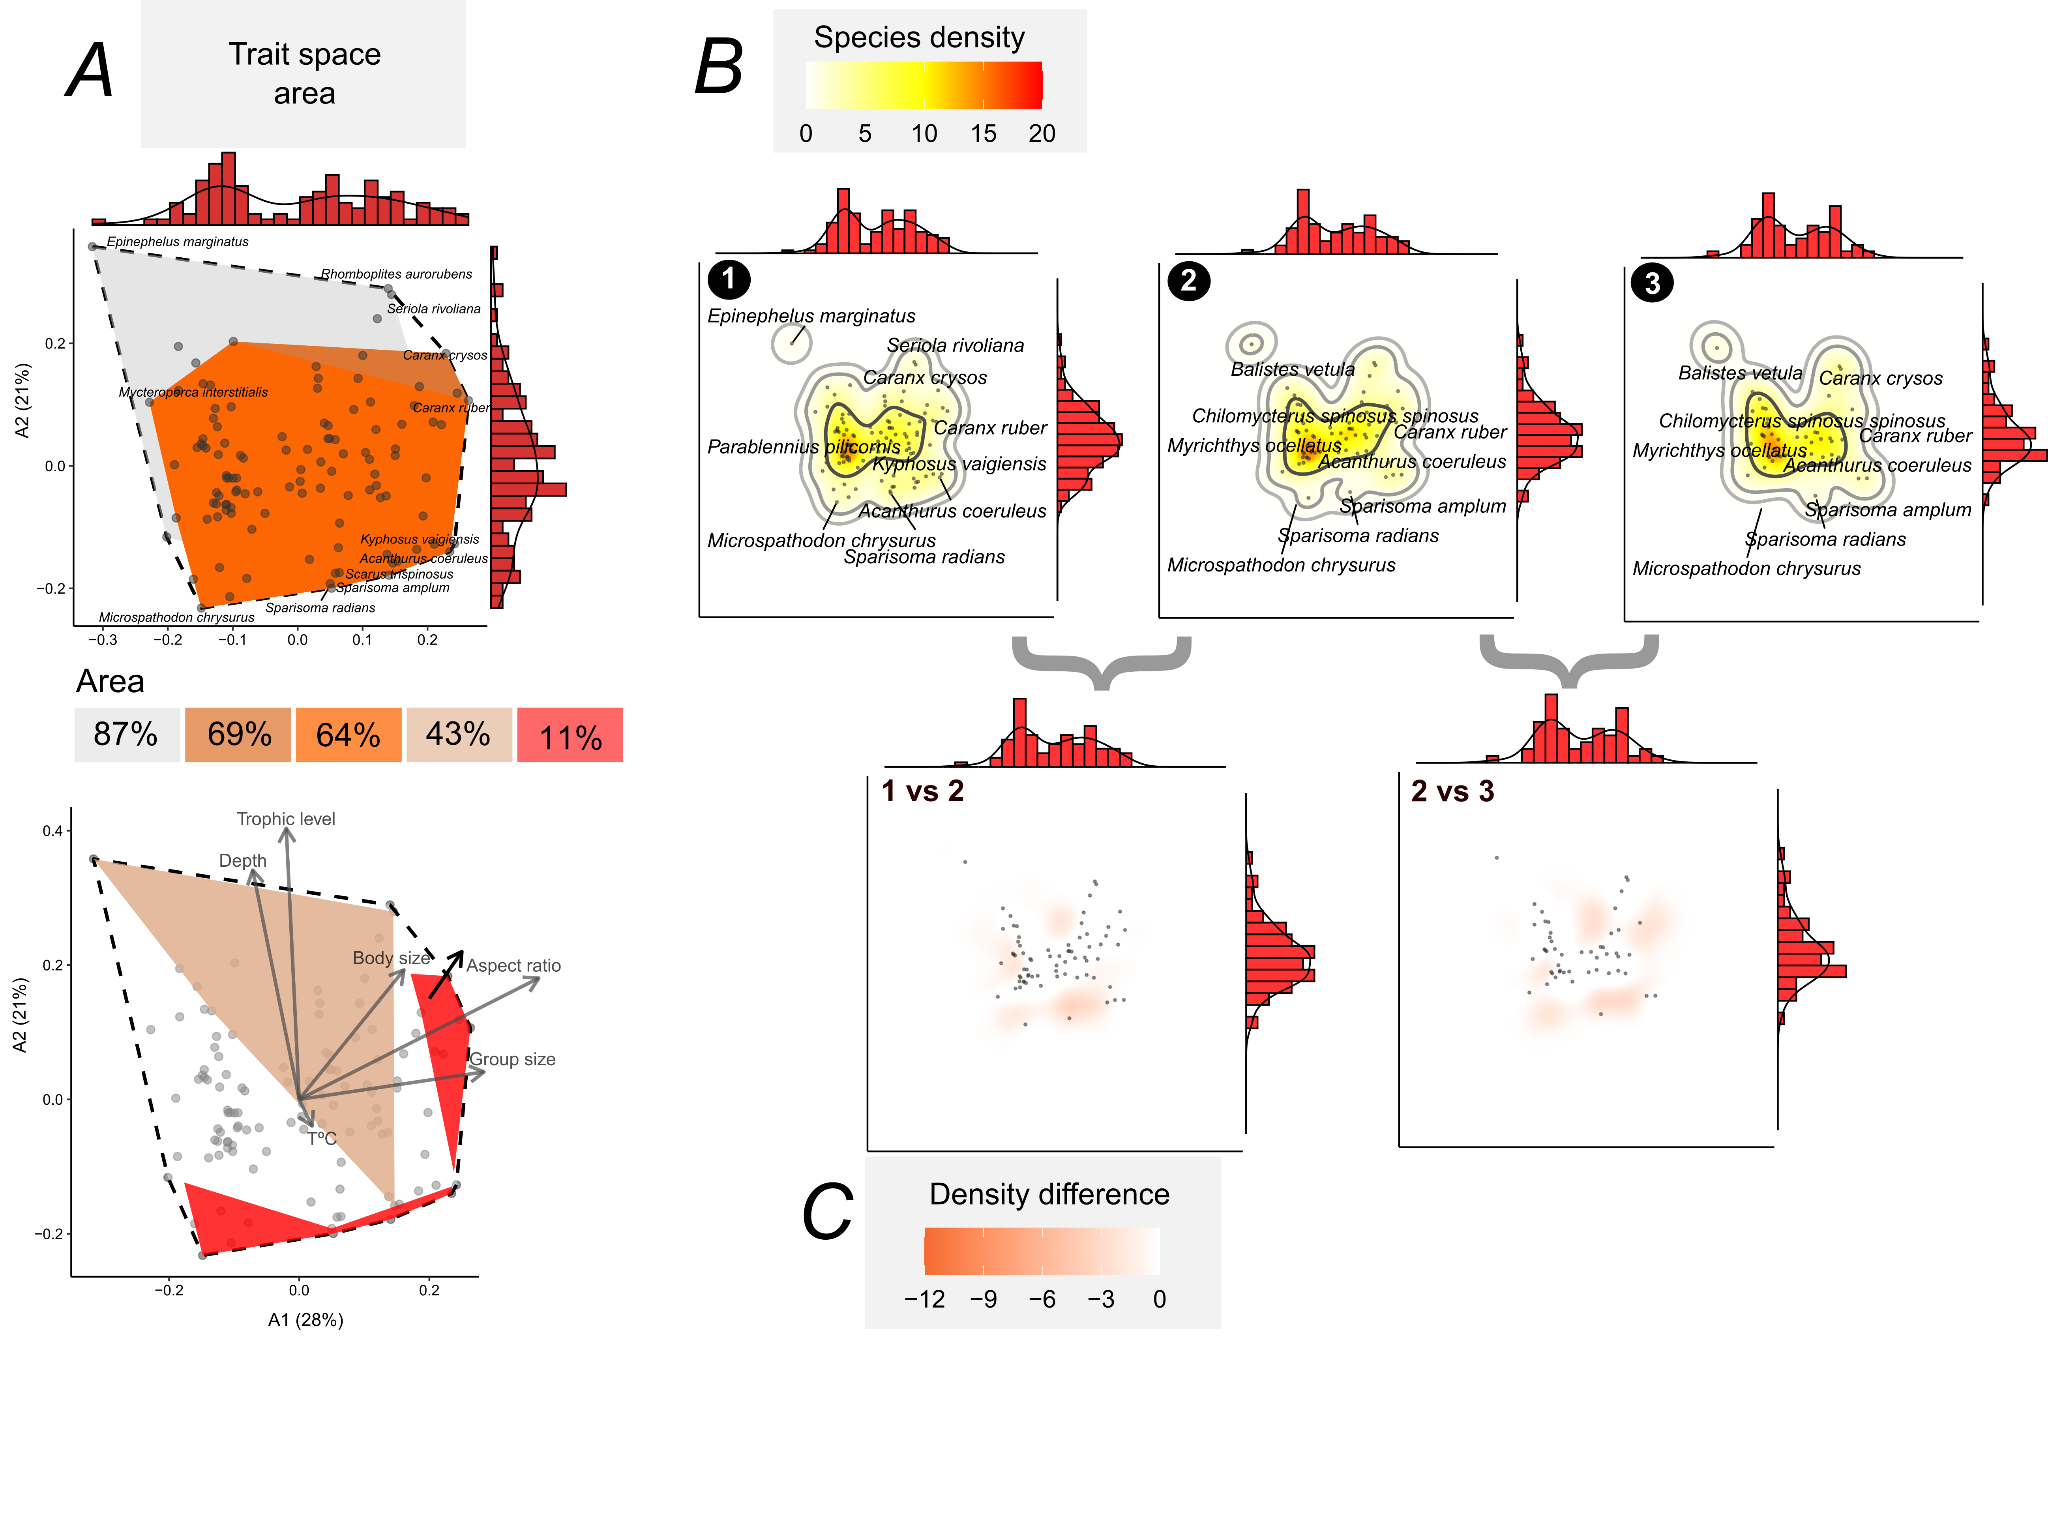 A
Trait space
area
Epinephelus marginatus
Rhomboplites aurorubens
Seriola rivoliana
Caranx crysos
Mycteroperca interstitialis
Caranx ruber
Kyphosus vaigiensis
Acanthurus coeruleus
Scarus trispinosus
Sparisoma amplum
Sparisoma radians
Microspathodon chrysurus
A2 (21%)
0.2
0.0
−0.2
−0.3 −0.2 −0.1 0.0 0.1 0.2
Area
87% 69% 64% 43% 11%
Trophic level
Depth
Body size
Aspect ratio
Group size
TºC
A2 (21%)
0.4
0.2
0.0
−0.2
−0.2 0.0 0.2
A1 (28%)
B
Species density
0 5 10 15 20
1
Epinephelus marginatus
Seriola rivoliana
Caranx crysos
Caranx ruber
Parablennius pilicornis
Kyphosus vaigiensis
Acanthurus coeruleus
Microspathodon chrysurus
Sparisoma radians
2
Balistes vetula
Chilomycterus spinosus spinosus
Caranx ruber
Myrichthys ocellatus
Acanthurus coeruleus
Sparisoma amplum
Sparisoma radians
Microspathodon chrysurus
3
Balistes vetula
Caranx crysos
Chilomycterus spinosus spinosus
Caranx ruber
Myrichthys ocellatus
Acanthurus coeruleus
Sparisoma amplum
Sparisoma radians
Microspathodon chrysurus
1 vs 2
2 vs 3
C
Density difference
−12 −9 −6 −3 0